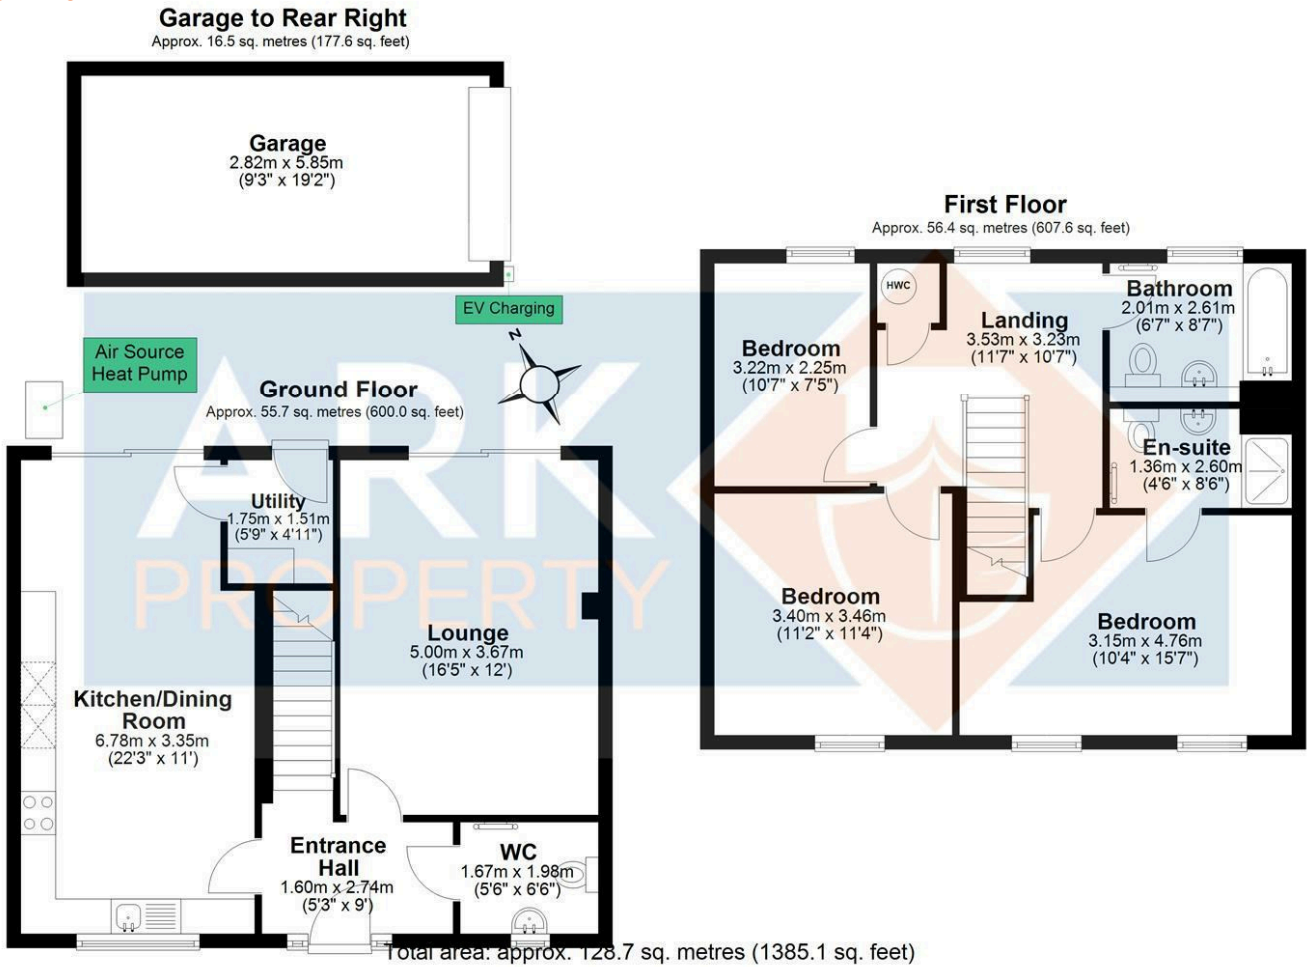 Garage to Rear Right
Approx. 16.5 sq. metres (177.6 sq. feet)
Garage
2.82m x 5.85m
(9'3" x 19'2")
EV Charging
Air Source
Heat Pump
N
Ground Floor
Approx. 55.7 sq. metres (600.0 sq. feet)
Utility
1.75m x 1.51m
(5'9" x 4'11")
Lounge
5.00m x 3.67m
(16'5" x 12')
Kitchen/Dining
Room
6.78m x 3.35m
(22'3" x 11')
Entrance
Hall
1.60m x 2.74m
(5'3" x 9')
WC
1.67m x 1.98m
(5'6" x 6'6")
First Floor
Approx. 56.4 sq. metres (607.6 sq. feet)
HWC
Bedroom
3.22m x 2.25m
(10'7" x 7'5")
Landing
3.53m x 3.23m
(11'7" x 10'7")
Bathroom
2.01m x 2.61m
(6'7" x 8'7")
En-suite
1.36m x 2.60m
(4'6" x 8'6")
Bedroom
3.40m x 3.46m
(11'2" x 11'4")
Bedroom
3.15m x 4.76m
(10'4" x 15'7")
ARK
PROPERTY
Total area: approx. 128.7 sq. metres (1385.1 sq. feet)